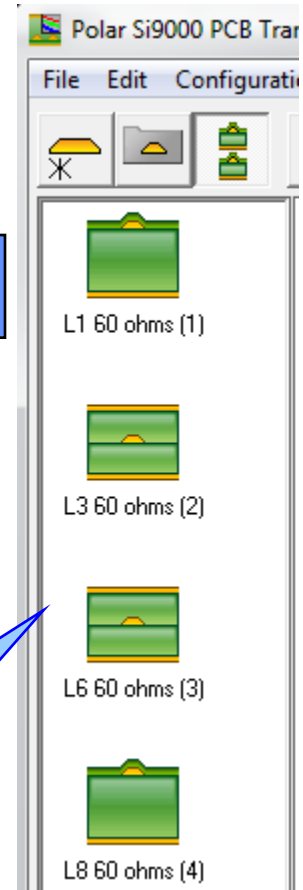 Polar Si9000 PCB Tra
File Edit Configurati
L1 60 ohms (1)
L3 60 ohms (2)
L6 60 ohms (3)
L8 60 ohms (4)